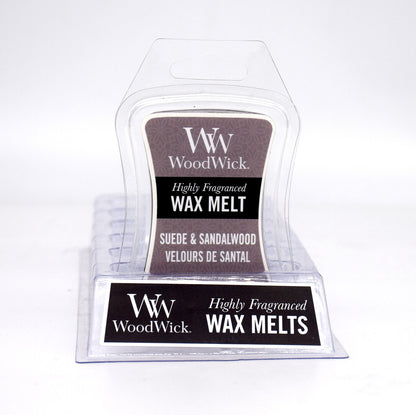 WW
WoodWick.
Highly Fragranced
WAX MELT
SUEDE & SANDALWOOD
VELOURS DE SANTAL
WW
WoodWick.
Highly Fragranced
WAX MELTS